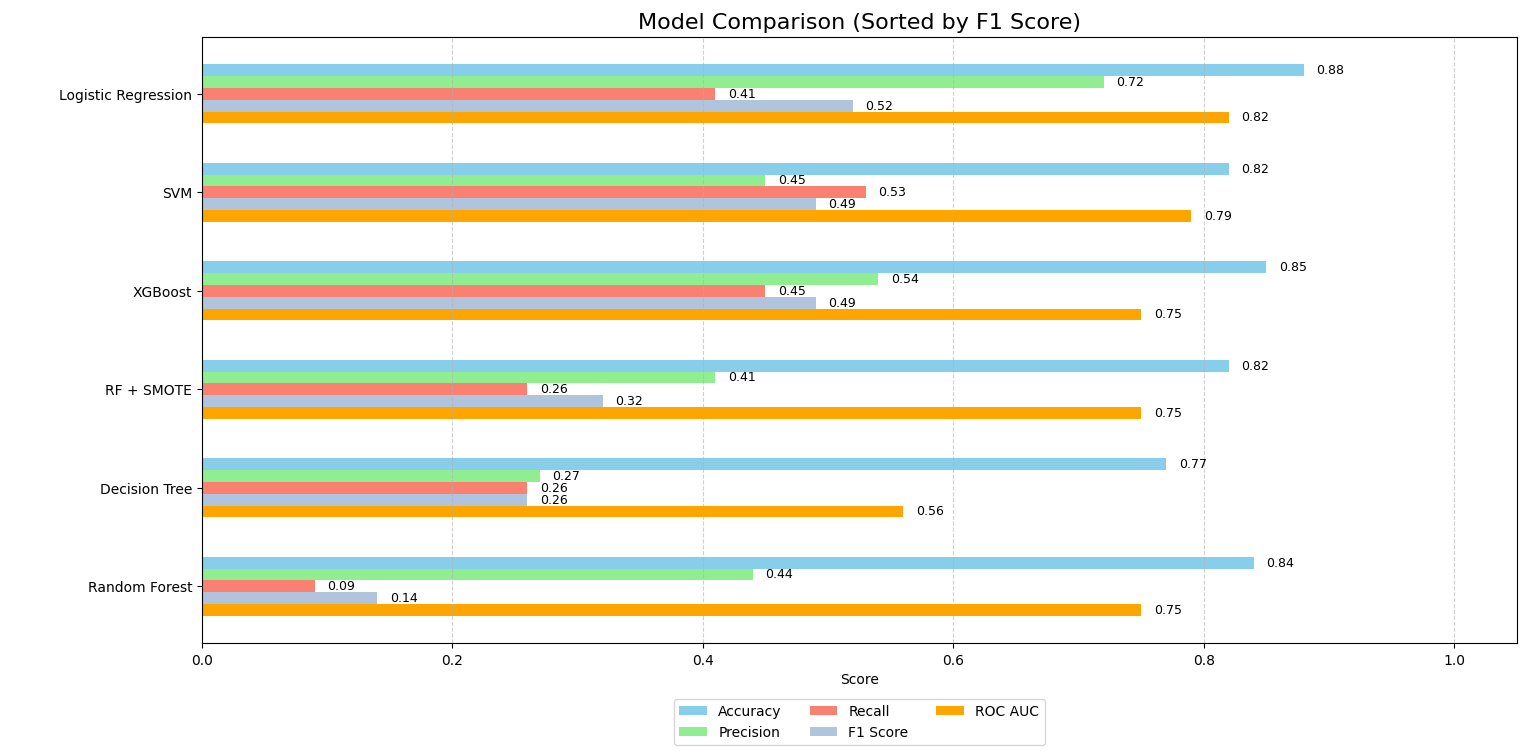 Model Comparison (Sorted by F1 Score)
Logistic Regression
0.88
0.72
0.41
0.52
0.82
SVM
0.82
0.45
0.53
0.49
0.79
XGBoost
0.85
0.54
0.45
0.49
0.75
RF + SMOTE
0.82
0.41
0.26
0.32
0.75
Decision Tree
0.77
0.27
0.26
0.26
0.56
Random Forest
0.84
0.44
0.09
0.14
0.75
0.0 0.2 0.4 0.6 0.8 1.0
Score
Accuracy Recall ROC AUC
Precision F1 Score